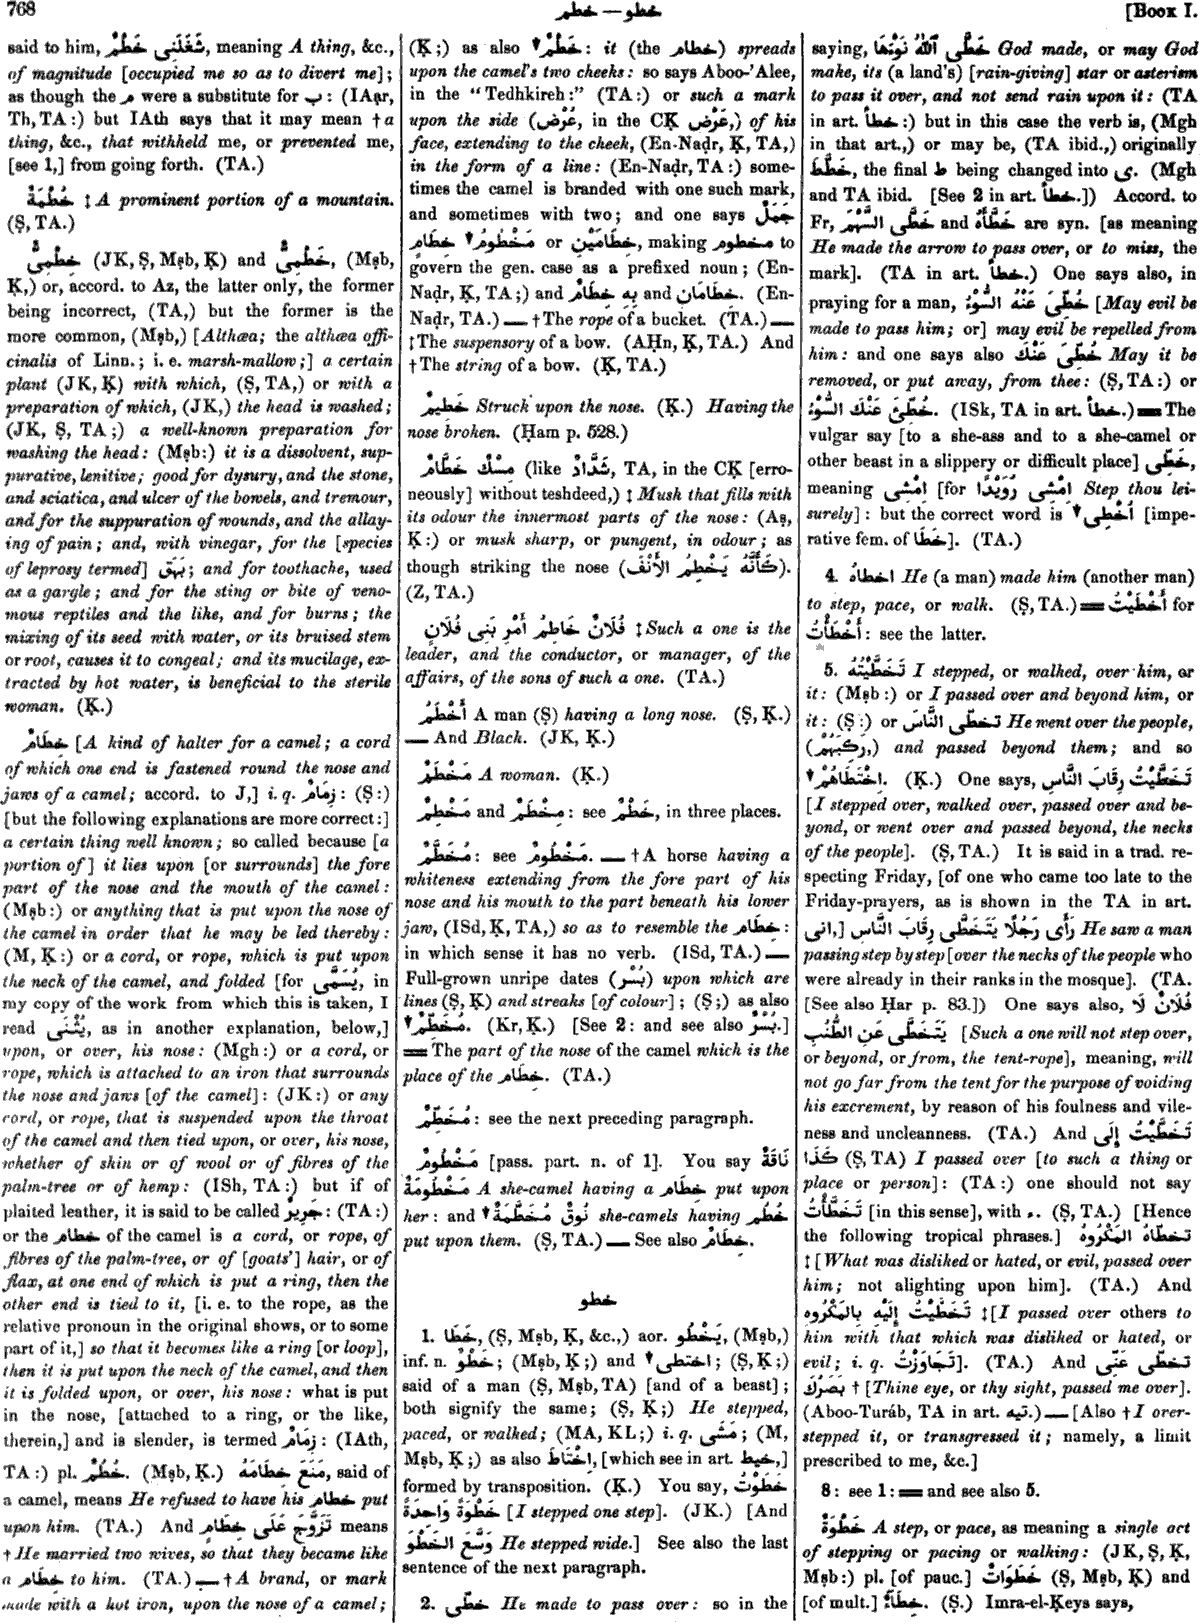 768
خطو — خطم
[Book I.
said to him, شَغَلَنِى خَطْمٌ, meaning A thing, &c.,
of magnitude [occupied me so as to divert me];
as though the م were a substitute for ب: (IAạr,
Th, TA:) but IAth says that it may mean † a
thing, &c., that withheld me, or prevented me,
[see 1,] from going forth. (TA.)
خُطْمَةٌ ‡ A prominent portion of a mountain.
(Ṣ, TA.)
خِطْمِىٌّ (JK, Ṣ, Mṣb, Ḳ) and خَطْمِىٌّ, (Mṣb,
Ḳ,) or, accord. to Az, the latter only, the former
being incorrect, (TA,) but the former is the
more common, (Mṣb,) [Althæa; the althæa offi-
cinalis of Linn.; i. e. marsh-mallow;] a certain
plant (JK, Ḳ) with which, (Ṣ, TA,) or with a
preparation of which, (JK,) the head is washed;
(JK, Ṣ, TA;) a well-known preparation for
washing the head: (Mṣb:) it is a dissolvent, sup-
purative, lenitive; good for dysury, and the stone,
and sciatica, and ulcer of the bowels, and tremour,
and for the suppuration of wounds, and the allay-
ing of pain; and, with vinegar, for the [species
of leprosy termed] بَهَق; and for toothache, used
as a gargle; and for the sting or bite of veno-
mous reptiles and the like, and for burns; the
mixing of its seed with water, or its bruised stem
or root, causes it to congeal; and its mucilage, ex-
tracted by hot water, is beneficial to the sterile
woman. (Ḳ.)
خِطَامٌ [A kind of halter for a camel; a cord
of which one end is fastened round the nose and
jaws of a camel; accord. to J,] i. q. زِمَامٌ: (Ṣ:)
[but the following explanations are more correct:]
a certain thing well known; so called because [a
portion of] it lies upon [or surrounds] the fore
part of the nose and the mouth of the camel:
(Mṣb:) or anything that is put upon the nose of
the camel in order that he may be led thereby:
(M, Ḳ:) or a cord, or rope, which is put upon
the neck of the camel, and folded [for يُسَمَّى, in
my copy of the work from which this is taken, I
read يُثْنَى, as in another explanation, below,]
upon, or over, his nose: (Mgh:) or a cord, or
rope, which is attached to an iron that surrounds
the nose and jaws [of the camel]: (JK:) or any
cord, or rope, that is suspended upon the throat
of the camel and then tied upon, or over, his nose,
whether of skin or of wool or of fibres of the
palm-tree or of hemp: (ISh, TA:) but if of
plaited leather, it is said to be called جَرِيرٌ: (TA:)
or the خطام of the camel is a cord, or rope, of
fibres of the palm-tree, or of [goats'] hair, or of
flax, at one end of which is put a ring, then the
other end is tied to it, [i. e. to the rope, as the
relative pronoun in the original shows, or to some
part of it,] so that it becomes like a ring [or loop],
then it is put upon the neck of the camel, and then
it is folded upon, or over, his nose: what is put
in the nose, [attached to a ring, or the like,
therein,] and is slender, is termed زِمَامٌ: (IAth,
TA:) pl. خُطُمٌ. (Mṣb, Ḳ.) مَنَعَ خِطَامَهُ, said of
a camel, means He refused to have his خطام put
upon him. (TA.) And تَزَوَّجَ عَلَى خِطَامٍ means
† He married two wives, so that they became like
a خطام to him. (TA.) — † A brand, or mark
made with a hot iron, upon the nose of a camel;
(Ḳ;) as also ▾ خَطْمٌ: it (the خطام) spreads
upon the camel's two cheeks: so says Aboo-'Alee,
in the "Tedhkireh:" (TA:) or such a mark
upon the side (عُرْض, in the CḲ عَرْض,) of his
face, extending to the cheek, (En-Naḍr, Ḳ, TA,)
in the form of a line: (En-Naḍr, TA:) some-
times the camel is branded with one such mark,
and sometimes with two; and one says جَمَلٌ
مَخْطُومُ ▾ خِطَامٍ or خِطَامَيْنِ, making مخطوم to
govern the gen. case as a prefixed noun; (En-
Naḍr, Ḳ, TA;) and بِهِ خِطَامٌ and خِطَامَانِ. (En-
Naḍr, TA.) — † The rope of a bucket. (TA.) —
‡ The suspensory of a bow. (AḤn, Ḳ, TA.) And
† The string of a bow. (Ḳ, TA.)
خَطِيمٌ Struck upon the nose. (Ḳ.) Having the
nose broken. (Ḥam p. 528.)
مِسْكٌ خَطَّامٌ (like شَدَّادٌ, TA, in the CḲ [erro-
neously] without teshdeed,) ‡ Musk that fills with
its odour the innermost parts of the nose: (Aṣ,
Ḳ:) or musk sharp, or pungent, in odour; as
though striking the nose (كَأَنَّهُ يَخْطِمُ الأَنْفَ).
(Z, TA.)
فُلَانٌ خَاطِمُ أَمْرِ بَنِى فُلَانٍ ‡ Such a one is the
leader, and the conductor, or manager, of the
affairs, of the sons of such a one. (TA.)
أَخْطَمُ A man (Ṣ) having a long nose. (Ṣ, Ḳ.)
— And Black. (JK, Ḳ.)
مَخْطَمٌ A woman. (Ḳ.)
مَخْطِمٌ and مِخْطَمٌ: see خَطْمٌ, in three places.
مُخَطَّمٌ: see مَخْطُومٌ. — † A horse having a
whiteness extending from the fore part of his
nose and his mouth to the part beneath his lower
jaw, (ISd, Ḳ, TA,) so as to resemble the خطام:
in which sense it has no verb. (ISd, TA.) —
Full-grown unripe dates (بُسْر) upon which are
lines (Ṣ, Ḳ) and streaks [of colour]; (Ṣ;) as also
▾ مُخَطِّمٌ. (Kr, Ḳ.) [See 2: and see also بُسْرٌ.]
═ The part of the nose of the camel which is the
place of the خطام. (TA.)
مُخَطِّمٌ: see the next preceding paragraph.
مَخْطُومٌ [pass. part. n. of 1]. You say نَاقَةٌ
مَخْطُومَةٌ A she-camel having a خطام put upon
her: and ▾ نُوقٌ مُخَطَّمَةٌ she-camels having خُطُم
put upon them. (Ṣ, TA.) — See also خِطَامٌ.
خطو
1. خَطَا, (Ṣ, Mṣb, Ḳ, &c.,) aor. يَخْطُو, (Mṣb,)
inf. n. خَطْوٌ; (Mṣb, Ḳ;) and ▾ اختطى; (Ṣ, Ḳ;)
said of a man (Ṣ, Mṣb, TA) [and of a beast];
both signify the same; (Ṣ, Ḳ;) He stepped,
paced, or walked; (MA, KL;) i. q. مَشَى; (M,
Mṣb, Ḳ;) as also اِخْتَاطَ, [which see in art. خيط,]
formed by transposition. (Ḳ.) You say, خَطَوْتُ
خَطْوَةً وَاحِدَةً [I stepped one step]. (JK.) [And
وَسَّعَ الخَطْوَ He stepped wide.] See also the last
sentence of the next paragraph.
2. خطّى He made to pass over: so in the
saying, خَطَّى ٱللّٰهُ نَوْءَهَا God made, or may God
make, its (a land's) [rain-giving] star or asterism
to pass it over, and not send rain upon it: (TA
in art. خطأ:) but in this case the verb is, (Mgh
in that art.,) or may be, (TA ibid.,) originally
خَطَّطَ, the final ط being changed into ى. (Mgh
and TA ibid. [See 2 in art. خطأ.]) Accord. to
Fr, خَطَّى السَّهْمَ and خَطَّأَهُ are syn. [as meaning
He made the arrow to pass over, or to miss, the
mark]. (TA in art. خطأ.) One says also, in
praying for a man, خُطِّىَ عَنْهُ السُّوْءُ [May evil be
made to pass him; or] may evil be repelled from
him: and one says also خُطِّىَ عَنْكَ May it be
removed, or put away, from thee: (Ṣ, TA:) or
خُطِّئَ عَنْكَ السُّوْءُ. (ISk, TA in art. خطأ.) ═ The
vulgar say [to a she-ass and to a she-camel or
other beast in a slippery or difficult place] خَطِّى,
meaning اِمْشِى [for اِمْشِى رُوَيْدًا Step thou lei-
surely]: but the correct word is ▾ اُخْطِى [impe-
rative fem. of خَطَا]. (TA.)
4. اخطاهُ He (a man) made him (another man)
to step, pace, or walk. (Ṣ, TA.) ═ أَخْطَيْتُ for
أَخْطَأْتُ: see the latter.
5. تَخَطَّيْتُهُ I stepped, or walked, over him, or
it: (Mṣb:) or I passed over and beyond him, or
it: (Ṣ:) or تخطّى النَّاسَ He went over the people,
(رَكِبَهُمْ,) and passed beyond them; and so
▾ اِخْتَطَاهُمْ. (Ḳ.) One says, تَخَطَّيْتُ رِقَابَ النَّاسِ
[I stepped over, walked over, passed over and be-
yond, or went over and passed beyond, the necks
of the people]. (Ṣ, TA.) It is said in a trad. re-
specting Friday, [of one who came too late to the
Friday-prayers, as is shown in the TA in art.
انى,] رَأَى رَجُلًا يَتَخَطَّى رِقَابَ النَّاسِ He saw a man
passing step by step [over the necks of the people who
were already in their ranks in the mosque]. (TA.
[See also Ḥar p. 83.]) One says also, فُلَانٌ لَا
يَتَخَطَّى عَنِ الطُّنُبِ [Such a one will not step over,
or beyond, or from, the tent-rope], meaning, will
not go far from the tent for the purpose of voiding
his excrement, by reason of his foulness and vile-
ness and uncleanness. (TA.) And تَخَطَّيْتُ إِلَى
كَذَا (Ṣ, TA) I passed over [to such a thing or
place or person]: (TA:) one should not say
تَخَطَّأْتُ [in this sense], with ء. (Ṣ, TA.) [Hence
the following tropical phrases.] تخطّاهُ المَكْرُوهُ
‡ [What was disliked or hated, or evil, passed over
him; not alighting upon him]. (TA.) And
تَخَطَّيْتُ إِلَيْهِ بِالمَكْرُوهِ ‡ [I passed over others to
him with that which was disliked or hated, or
evil; i. q. تَجَاوَزْتُ]. (TA.) And تخطّى عَنِّى
بَصَرُكَ † [Thine eye, or thy sight, passed me over].
(Aboo-Turáb, TA in art. تيه.) — [Also † I over-
stepped it, or transgressed it; namely, a limit
prescribed to me, &c.]
8: see 1: ═ and see also 5.
خَطْوَةٌ A step, or pace, as meaning a single act
of stepping or pacing or walking: (JK, Ṣ, Ḳ,
Mṣb:) pl. [of pauc.] خَطَوَاتٌ (Ṣ, Mṣb, Ḳ) and
[of mult.] خِطَآءٌ. (Ṣ.) Imra-el-Ḳeys says,